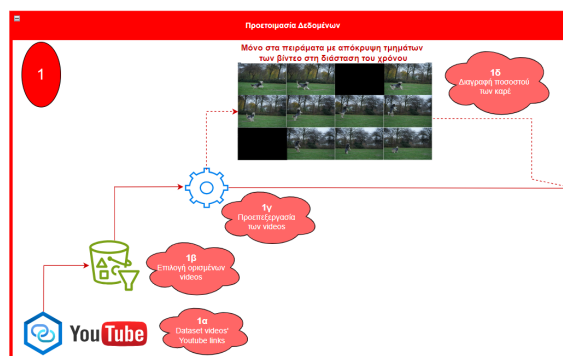 Προετοιμασία Δεδομένων
1
Μόνο στα πειράματα με απόκρυψη τμημάτων
των βίντεο στη διάσταση του χρόνου
1δ
Διαγραφή ποσοστού
των καρέ
1γ
Προεπεξεργασία
των videos
1β
Επιλογή ορισμένων
videos
YouTube
1α
Dataset videos'
Youtube links